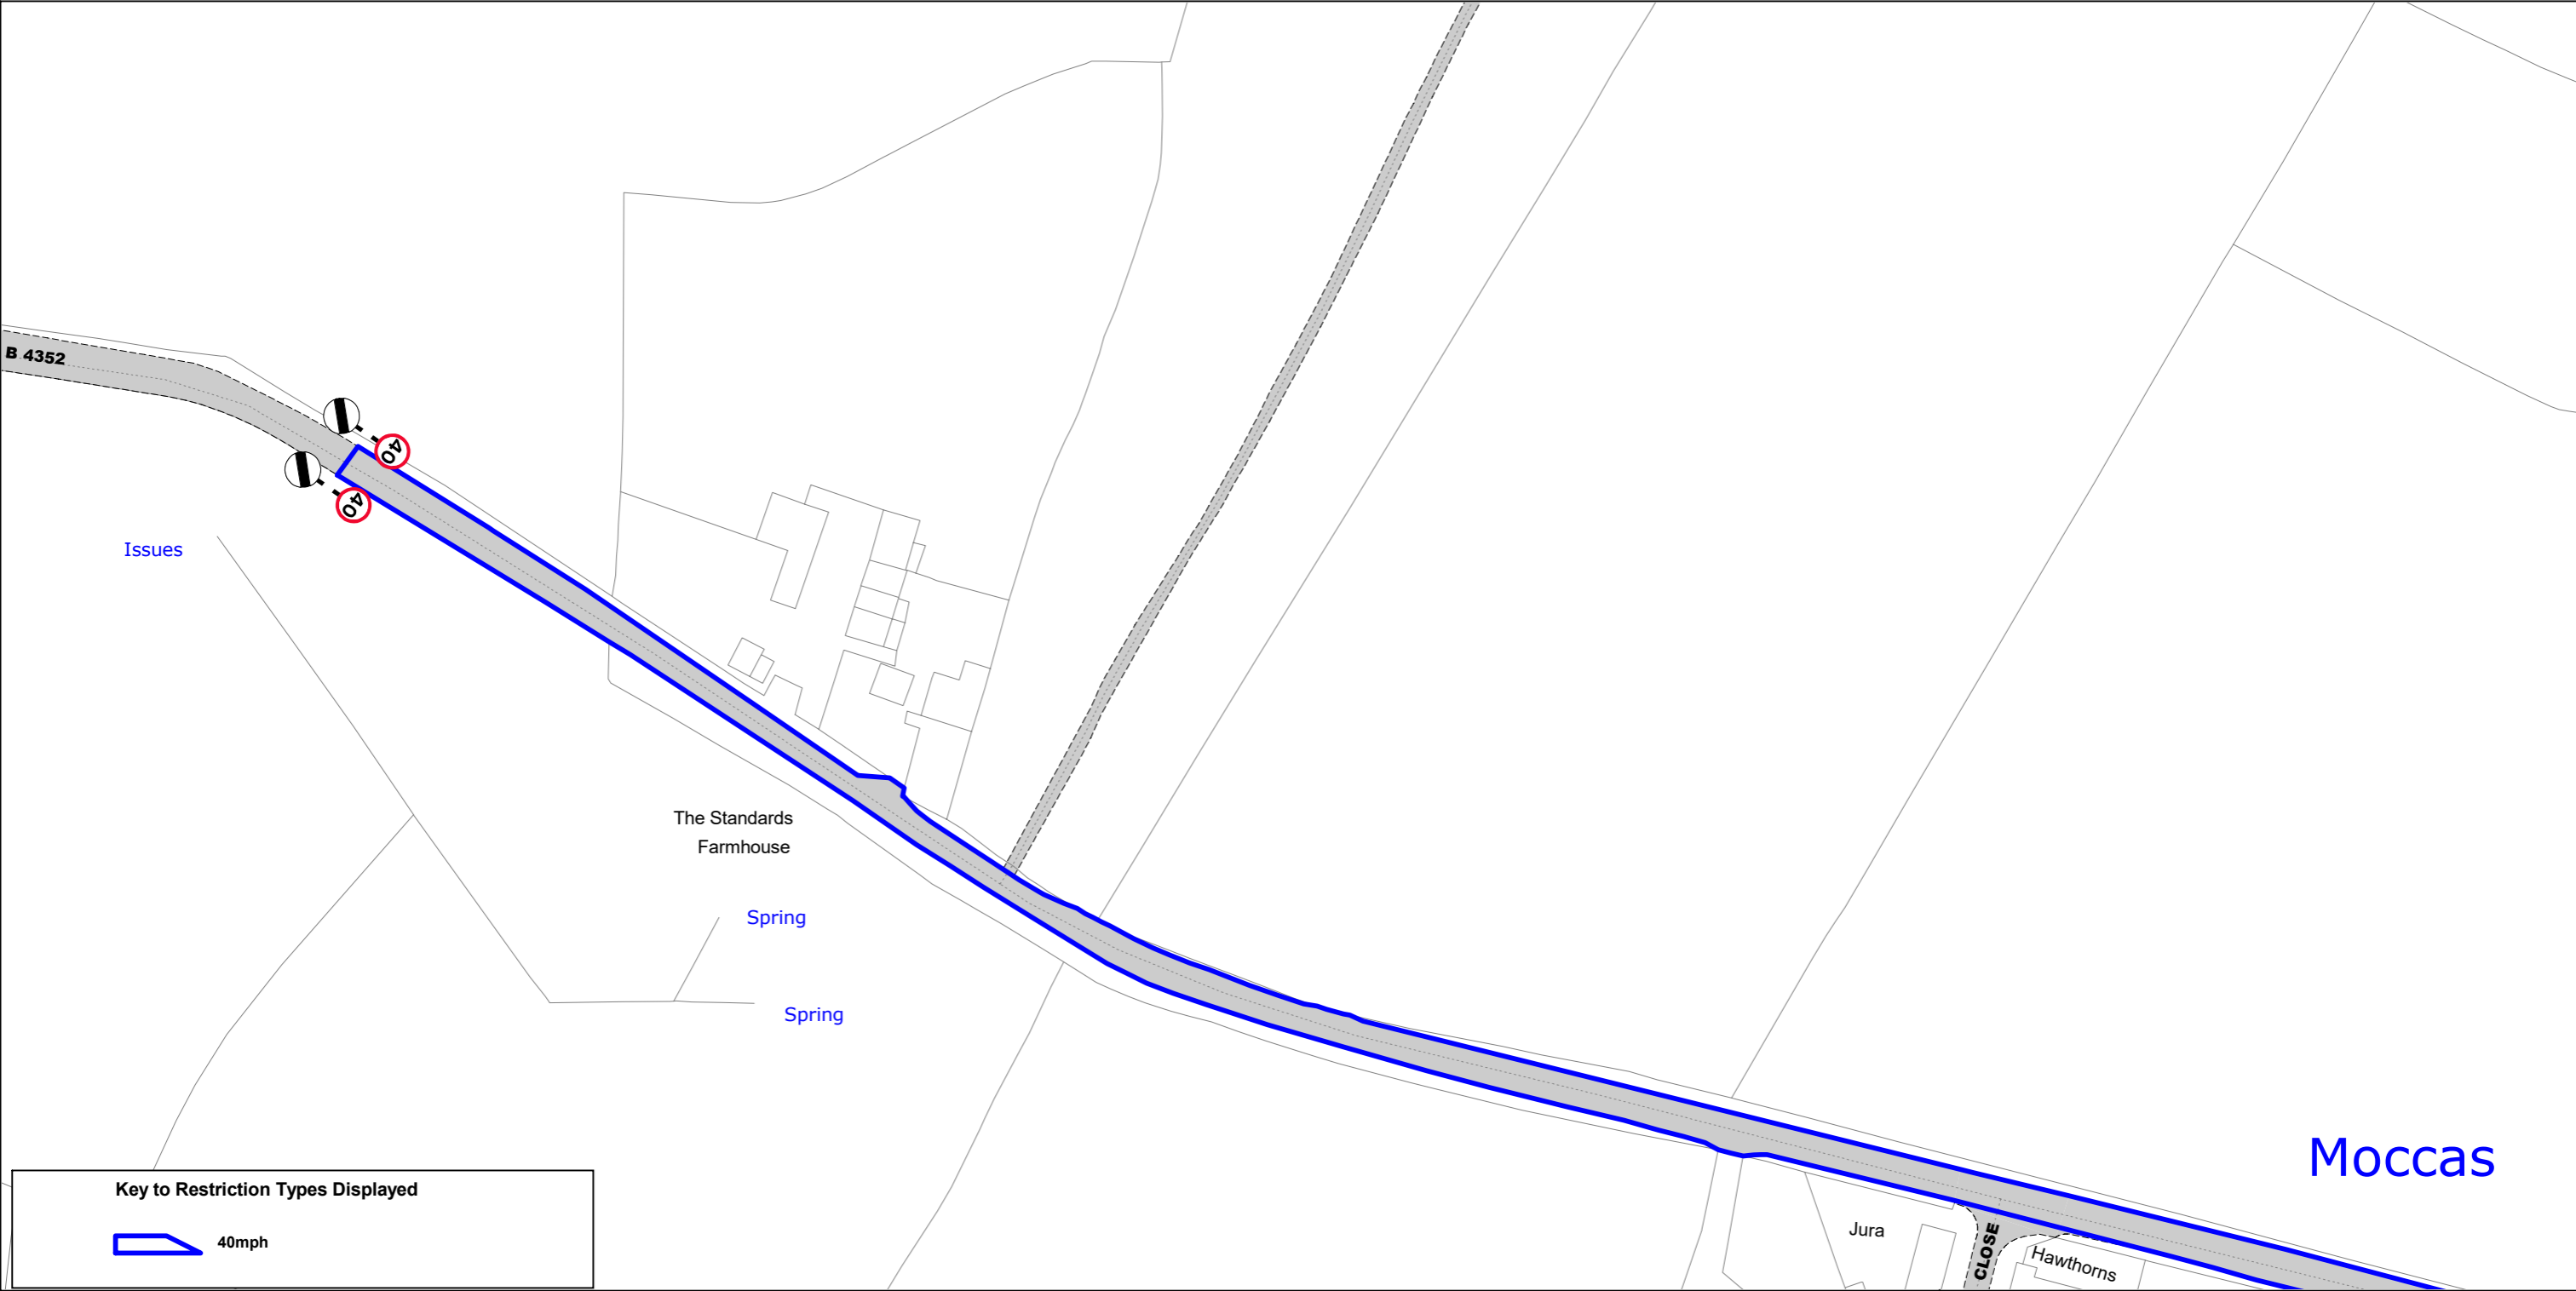 B 4352
40
40
Issues
The Standards
Farmhouse
Spring
Spring
Moccas
Jura
CLOSE
Hawthorns
Key to Restriction Types Displayed
40mph